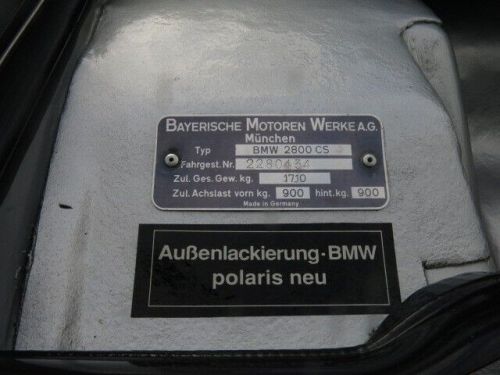 BAYERISCHE MOTOREN WERKE A.G.
München
Typ BMW 2800 CS
Fahrgest. Nr. 2280434
Zul. Ges. Gew. kg. 1710
Zul. Achslast vorn kg. 900 hint. kg. 900
Made in Germany
Außenlackierung-BMW
polaris neu